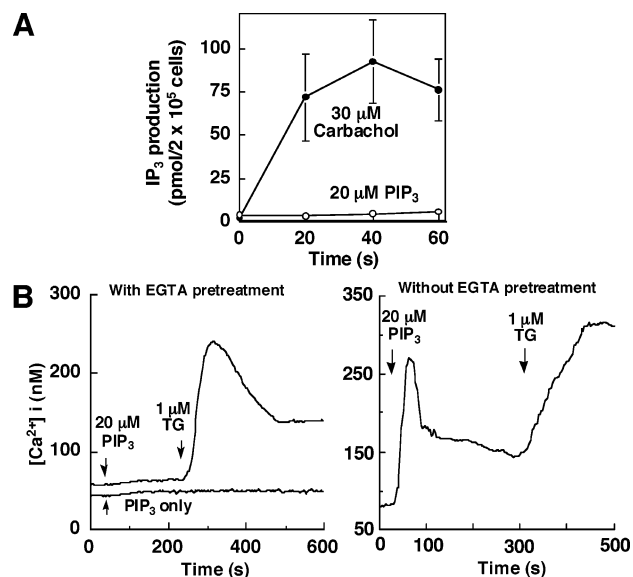 A
100
75
50
25
0
IP3 production
(pmol/2 x 10^5 cells)
30 µM
Carbachol
20 µM PIP3
0 20 40 60
Time (s)
B
With EGTA pretreatment
300
200
100
0
[Ca2+] i (nM)
20 µM
PIP3
1 µM
TG
PIP3 only
0 200 400 600
Time (s)
Without EGTA pretreatment
350
250
150
50
20 µM
PIP3
1 µM
TG
0 100 300 500
Time (s)